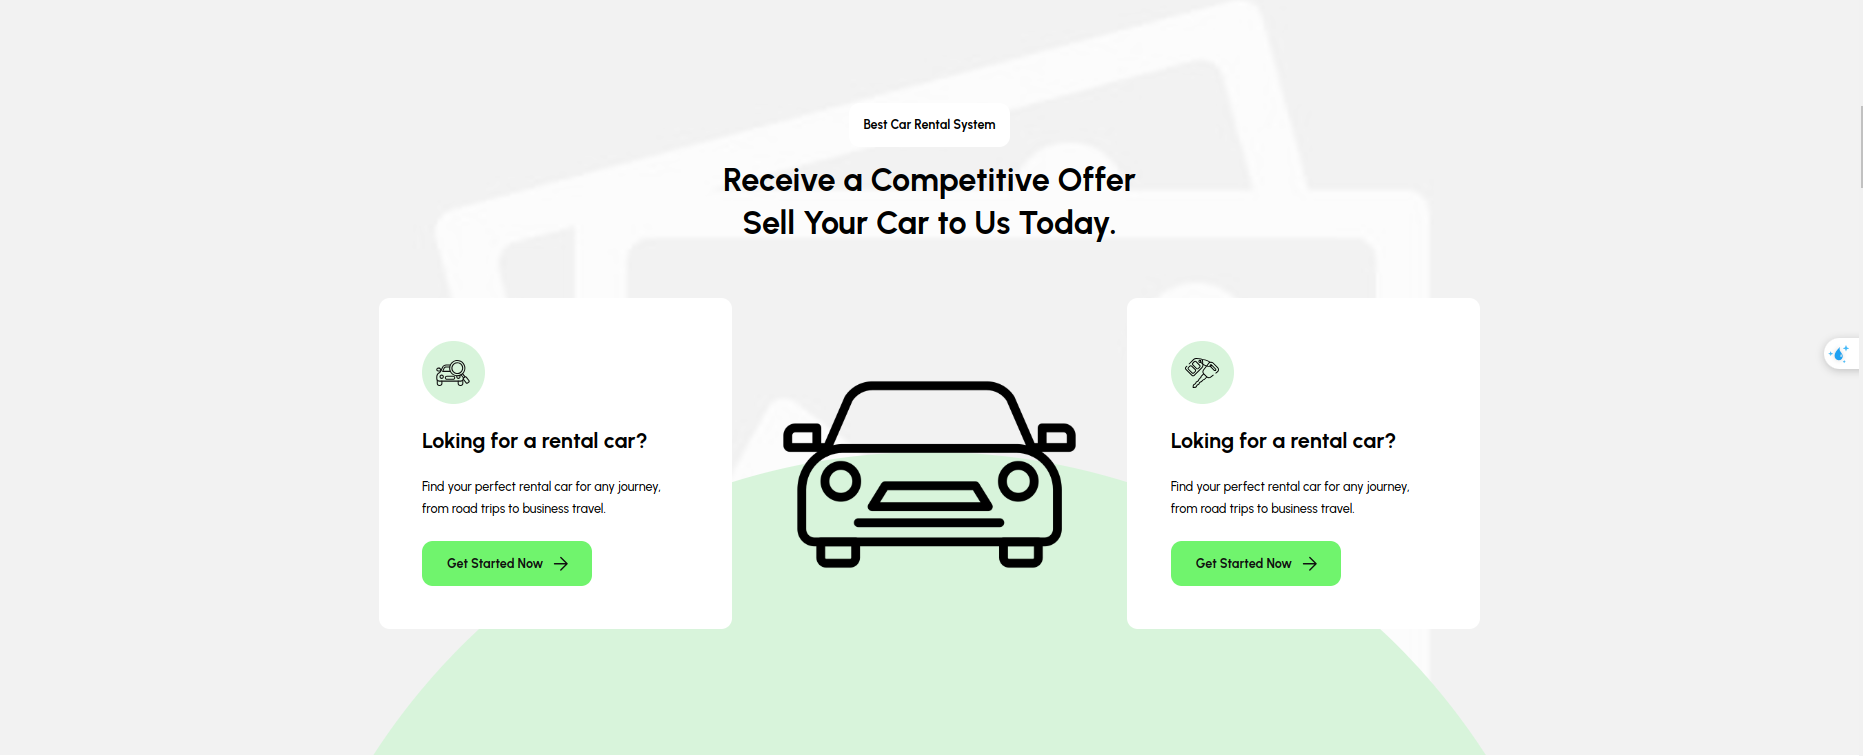 Best Car Rental System
Receive a Competitive Offer
Sell Your Car to Us Today.
Loking for a rental car?
Find your perfect rental car for any journey,
from road trips to business travel.
Get Started Now
Loking for a rental car?
Find your perfect rental car for any journey,
from road trips to business travel.
Get Started Now